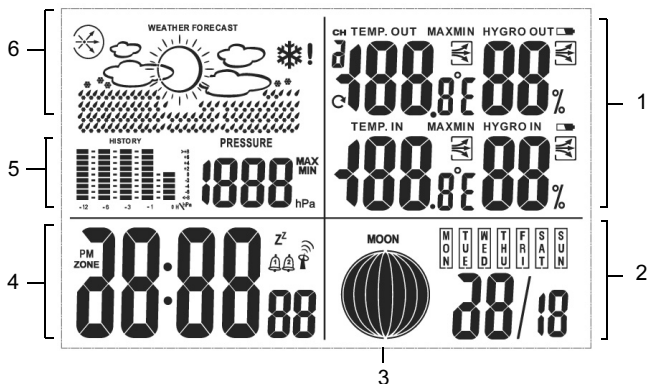 6
WEATHER FORECAST
!
CH TEMP. OUT MAXMIN HYGRO OUT
188.8°E 88%
1
TEMP. IN MAXMIN HYGRO IN
188.8°E 88%
5
HISTORY
-12 -6 -3 -1 0 H
PRESSURE
1888 MAX
MIN
hPa
4
PM
ZONE
28:88 88
Zz
MOON
MON TUE WED THU FRI SAT SUN
28/18
2
3